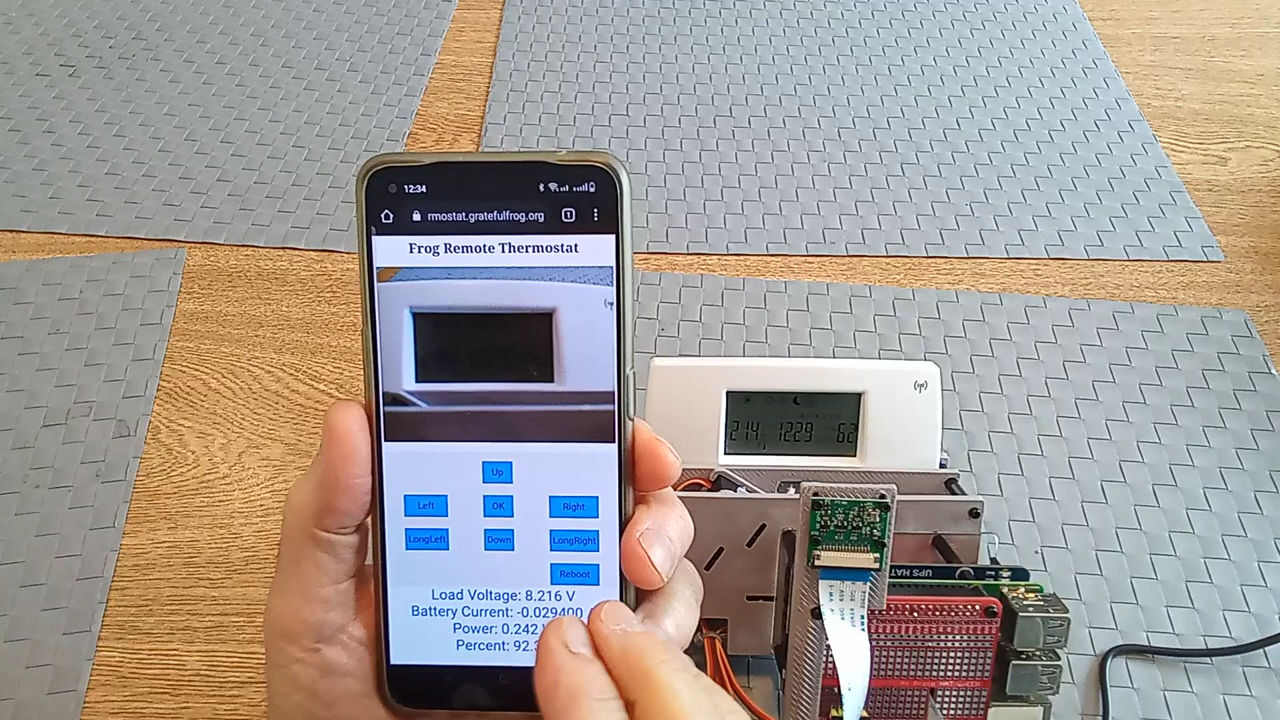 12:34
rmostat.gratefulfrog.org
1
Frog Remote Thermostat
Up
Left OK Right
LongLeft Down LongRight
Reboot
Load Voltage: 8.216 V
Battery Current: -0.029400
Power: 0.242
Percent: 92.
214 1229 62
UPS HAT